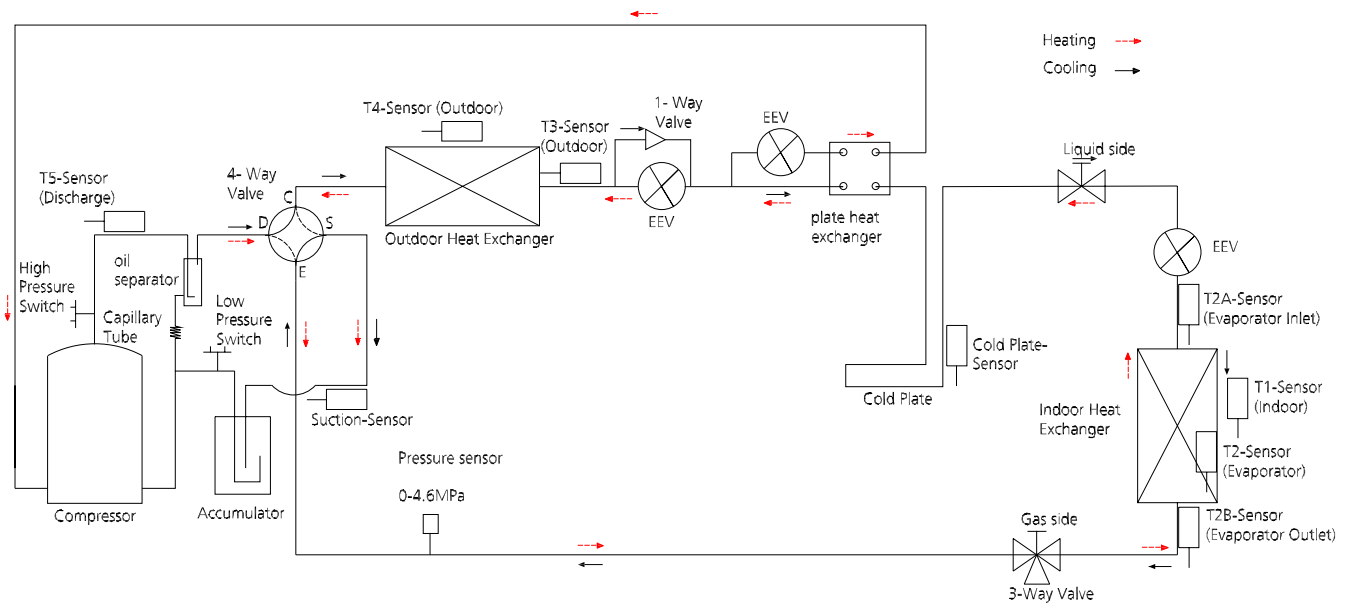 Heating
Cooling
T4-Sensor (Outdoor)
1- Way
Valve
EEV
T3-Sensor
(Outdoor)
Liquid side
T5-Sensor
(Discharge)
4- Way
Valve
C
D
S
E
EEV
plate heat
exchanger
Outdoor Heat Exchanger
EEV
High
Pressure
Switch
oil
separator
Low
Pressure
Switch
Capillary
Tube
T2A-Sensor
(Evaporator Inlet)
Cold Plate-
Sensor
Cold Plate
T1-Sensor
(Indoor)
Indoor Heat
Exchanger
Suction-Sensor
T2-Sensor
(Evaporator)
Pressure sensor
0-4.6MPa
Compressor
Accumulator
Gas side
T2B-Sensor
(Evaporator Outlet)
3-Way Valve